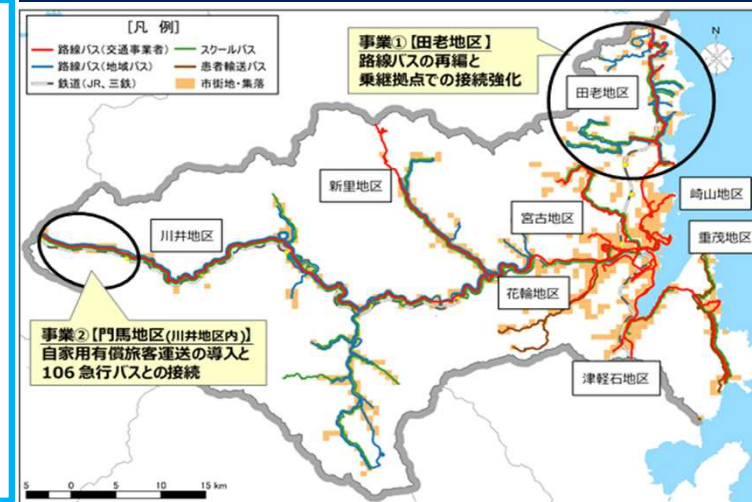 [凡 例]
路線バス(交通事業者)
路線バス(地域バス)
鉄道(JR、三鉄)
スクールバス
患者輸送バス
市街地・集落
事業①【田老地区】
路線バスの再編と
乗継拠点での接続強化
N
田老地区
新里地区
崎山地区
宮古地区
重茂地区
川井地区
花輪地区
事業②【門馬地区(川井地区内)】
自家用有償旅客運送の導入と
106 急行バスとの接続
津軽石地区
5 0 5 10 15 km